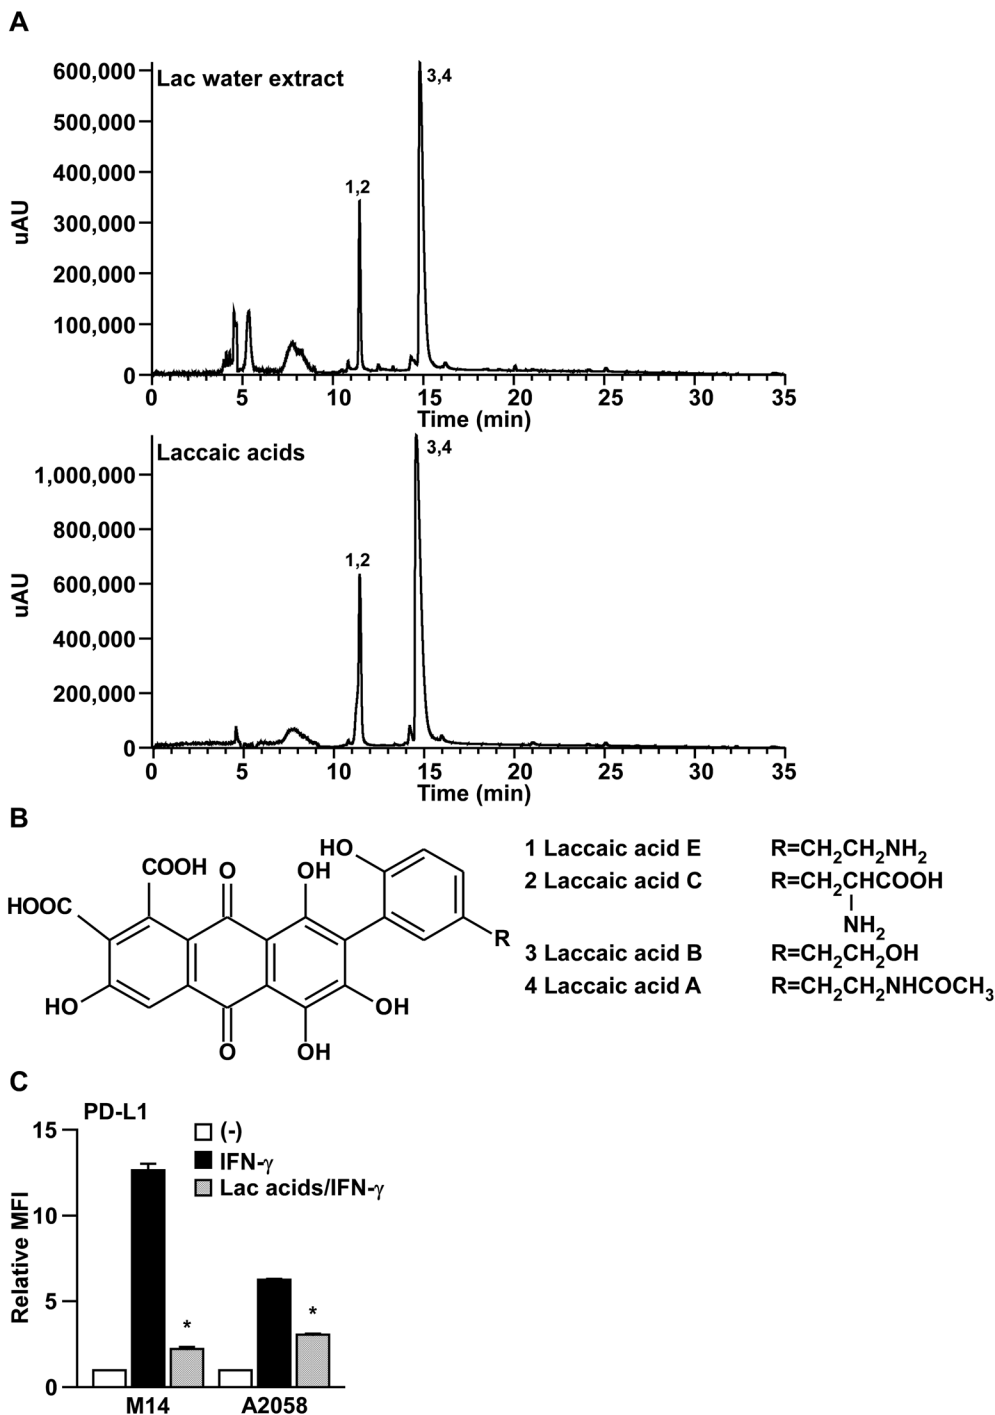 A
Lac water extract
3,4
1,2
600,000
500,000
400,000
300,000
200,000
100,000
0
uAU
0 5 10 15 20 25 30 35
Time (min)
Laccaic acids
3,4
1,2
1,000,000
800,000
600,000
400,000
200,000
0
uAU
0 5 10 15 20 25 30 35
Time (min)
B
HO
COOH O OH
HOOC
R
HO OH
O OH
1 Laccaic acid E R=CH₂CH₂NH₂
2 Laccaic acid C R=CH₂CHCOOH
NH₂
3 Laccaic acid B R=CH₂CH₂OH
4 Laccaic acid A R=CH₂CH₂NHCOCH₃
C
PD-L1
(-)
IFN-γ
Lac acids/IFN-γ
15
10
5
0
Relative MFI
*
*
M14 A2058